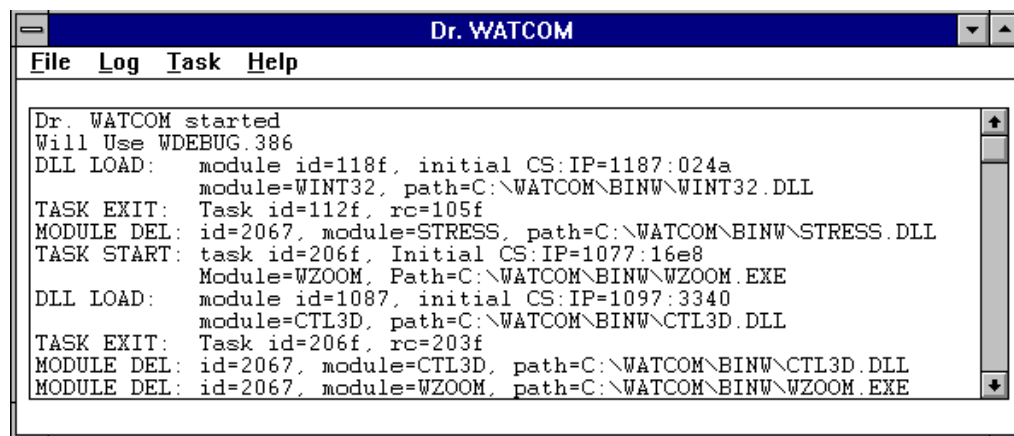 Dr. WATCOM
File Log Task Help
Dr. WATCOM started
Will Use WDEBUG.386
DLL LOAD: module id=118f, initial CS:IP=1187:024a
module=WINT32, path=C:\WATCOM\BINW\WINT32.DLL
TASK EXIT: Task id=112f, rc=105f
MODULE DEL: id=2067, module=STRESS, path=C:\WATCOM\BINW\STRESS.DLL
TASK START: task id=206f, Initial CS:IP=1077:16e8
Module=WZOOM, Path=C:\WATCOM\BINW\WZOOM.EXE
DLL LOAD: module id=1087, initial CS:IP=1097:3340
module=CTL3D, path=C:\WATCOM\BINW\CTL3D.DLL
TASK EXIT: Task id=206f, rc=203f
MODULE DEL: id=2067, module=CTL3D, path=C:\WATCOM\BINW\CTL3D.DLL
MODULE DEL: id=2067, module=WZOOM, path=C:\WATCOM\BINW\WZOOM.EXE